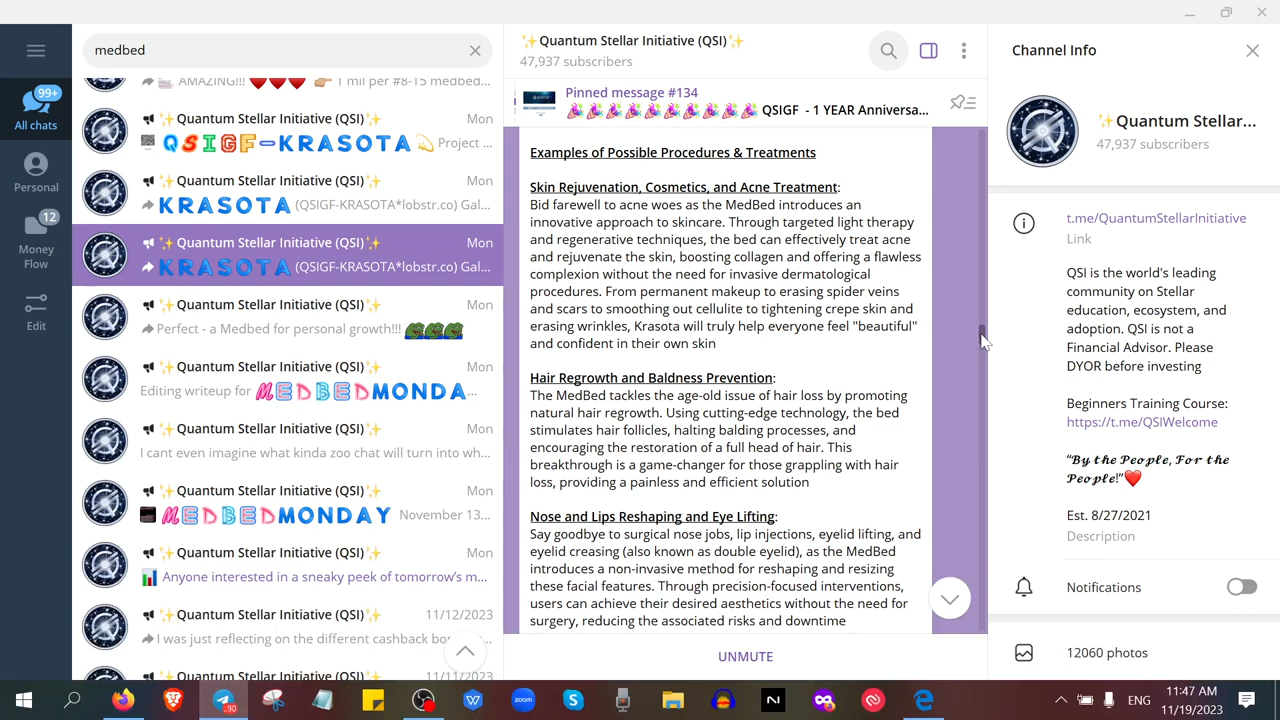 medbed
99+
All chats
Personal
12
Money
Flow
Edit
AMAZING!!! ❤️❤️❤️ 👉🏼 1 mil per #8-15 medbed...
✨Quantum Stellar Initiative (QSI)✨ Mon
QSIGF-KRASOTA 💫 Project ...
✨Quantum Stellar Initiative (QSI)✨ Mon
KRASOTA (QSIGF-KRASOTA*lobstr.co) Gal...
✨Quantum Stellar Initiative (QSI)✨ Mon
KRASOTA (QSIGF-KRASOTA*lobstr.co) Gal...
✨Quantum Stellar Initiative (QSI)✨ Mon
Perfect - a Medbed for personal growth!!!
✨Quantum Stellar Initiative (QSI)✨ Mon
Editing writeup for MEDBEDMONDA...
✨Quantum Stellar Initiative (QSI)✨ Mon
I cant even imagine what kinda zoo chat will turn into wh...
✨Quantum Stellar Initiative (QSI)✨ Mon
MEDBEDMONDAY November 13...
✨Quantum Stellar Initiative (QSI)✨ Mon
📊 Anyone interested in a sneaky peek of tomorrow's m...
✨Quantum Stellar Initiative (QSI)✨ 11/12/2023
I was just reflecting on the different cashback bo...
✨Quantum Stellar Initiative (QSI)✨ 11/11/2023
✨Quantum Stellar Initiative (QSI)✨
47,937 subscribers
Pinned message #134
🎉🎉🎉🎉🎉🎉🎉🎉🎉🎉 QSIGF - 1 YEAR Anniversa...
Examples of Possible Procedures & Treatments
Skin Rejuvenation, Cosmetics, and Acne Treatment:
Bid farewell to acne woes as the MedBed introduces an
innovative approach to skincare. Through targeted light therapy
and regenerative techniques, the bed can effectively treat acne
and rejuvenate the skin, boosting collagen and offering a flawless
complexion without the need for invasive dermatological
procedures. From permanent makeup to erasing spider veins
and scars to smoothing out cellulite to tightening crepe skin and
erasing wrinkles, Krasota will truly help everyone feel "beautiful"
and confident in their own skin
Hair Regrowth and Baldness Prevention:
The MedBed tackles the age-old issue of hair loss by promoting
natural hair regrowth. Using cutting-edge technology, the bed
stimulates hair follicles, halting balding processes, and
encouraging the restoration of a full head of hair. This
breakthrough is a game-changer for those grappling with hair
loss, providing a painless and efficient solution
Nose and Lips Reshaping and Eye Lifting:
Say goodbye to surgical nose jobs, lip injections, eyelid lifting, and
eyelid creasing (also known as double eyelid), as the MedBed
introduces a non-invasive method for reshaping and resizing
these facial features. Through precision-focused interventions,
users can achieve their desired aesthetics without the need for
surgery, reducing the associated risks and downtime
UNMUTE
Channel Info
✨Quantum Stellar...
47,937 subscribers
t.me/QuantumStellarInitiative
Link
QSI is the world's leading
community on Stellar
education, ecosystem, and
adoption. QSI is not a
Financial Advisor. Please
DYOR before investing
Beginners Training Course:
https://t.me/QSIWelcome
"𝓑𝔂 𝓽𝓱𝓮 𝓟𝓮𝓸𝓹𝓵𝓮, 𝓕𝓸𝓻 𝓽𝓱𝓮
𝓟𝓮𝓸𝓹𝓵𝓮!"❤️
Est. 8/27/2021
Description
Notifications
12060 photos
..90
zoom
ENG
11:47 AM
11/19/2023